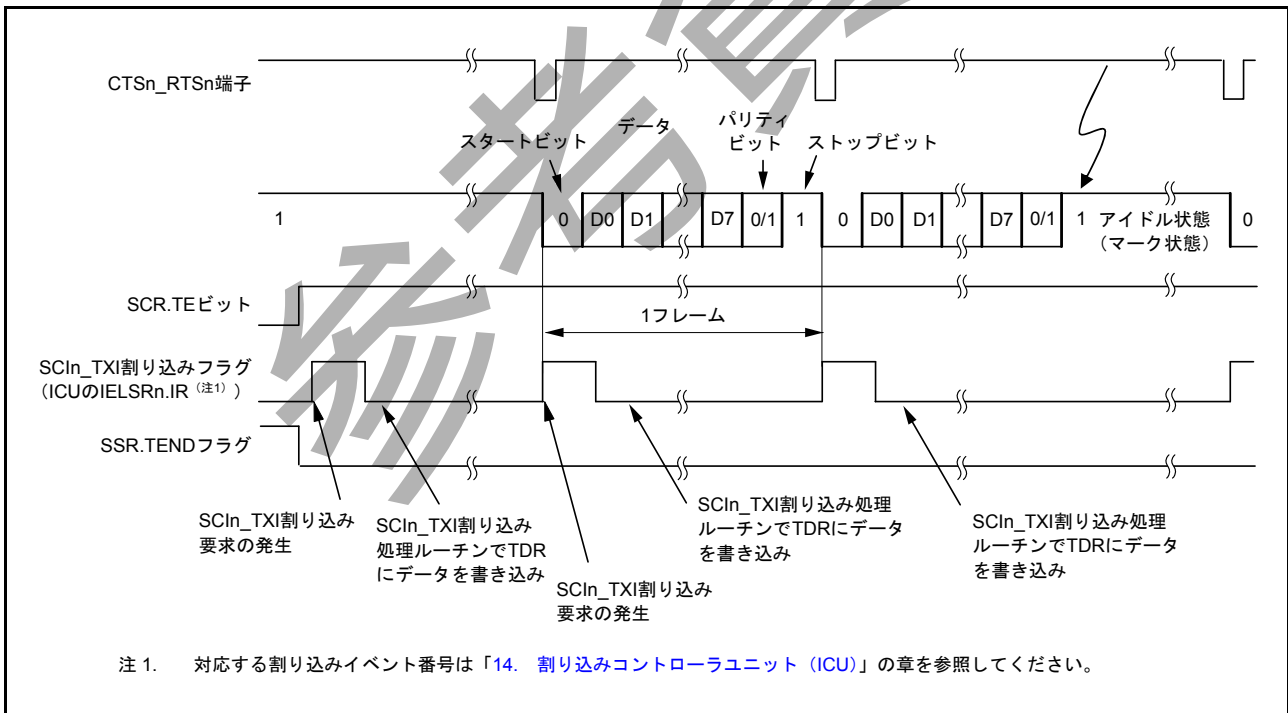 CTSn_RTSn端子
スタートビット
データ
パリティ
ビット
ストップビット
1
0 D0 D1 D7 0/1 1 0 D0 D1 D7 0/1 1 アイドル状態
(マーク状態)
0
SCR.TEビット
1フレーム
SCIn_TXI割り込みフラグ
(ICUのIELSRn.IR (注1) )
SSR.TENDフラグ
SCIn_TXI割り込み
要求の発生
SCIn_TXI割り込み
処理ルーチンでTDR
にデータを書き込み
SCIn_TXI割り込み
要求の発生
SCIn_TXI割り込み処理
ルーチンでTDRにデータ
を書き込み
SCIn_TXI割り込み処理
ルーチンでTDRにデータ
を書き込み
注 1. 対応する割り込みイベント番号は「14. 割り込みコントローラユニット (ICU)」の章を参照してください。
参考